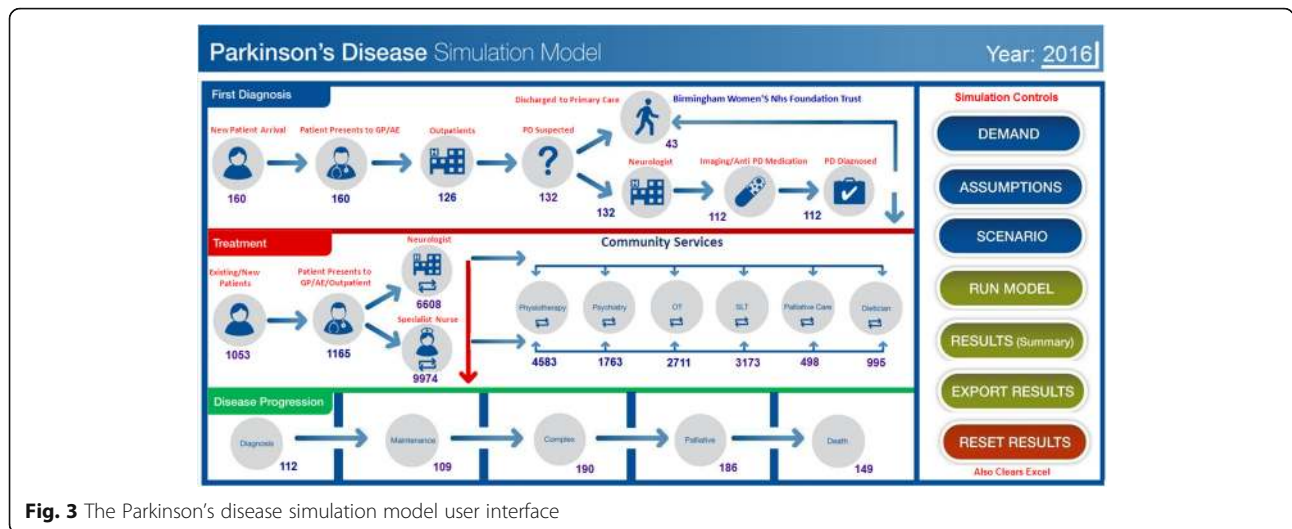 Parkinson's Disease Simulation Model
Year: 2016
First Diagnosis
Discharged to Primary Care
Birmingham Women'S Nhs Foundation Trust
43
New Patient Arrival
Patient Presents to GP/AE
Outpatients
PD Suspected
Neurologist
Imaging/Anti PD Medication
PD Diagnosed
160
160
126
132
132
112
112
Treatment
Neurologist
Community Services
Existing/New
Patients
Patient Presents to
GP/AE/Outpatient
6608
Specialist Nurse
1053
1165
9974
Physiotherapy
Psychiatry
OT
SLT
Palliative Care
Dietician
4583
1763
2711
3173
498
995
Disease Progression
Diagnosis
Maintenance
Complex
Palliative
Death
112
109
190
186
149
Simulation Controls
DEMAND
ASSUMPTIONS
SCENARIO
RUN MODEL
RESULTS (Summary)
EXPORT RESULTS
RESET RESULTS
Also Clears Excel
Fig. 3 The Parkinson's disease simulation model user interface